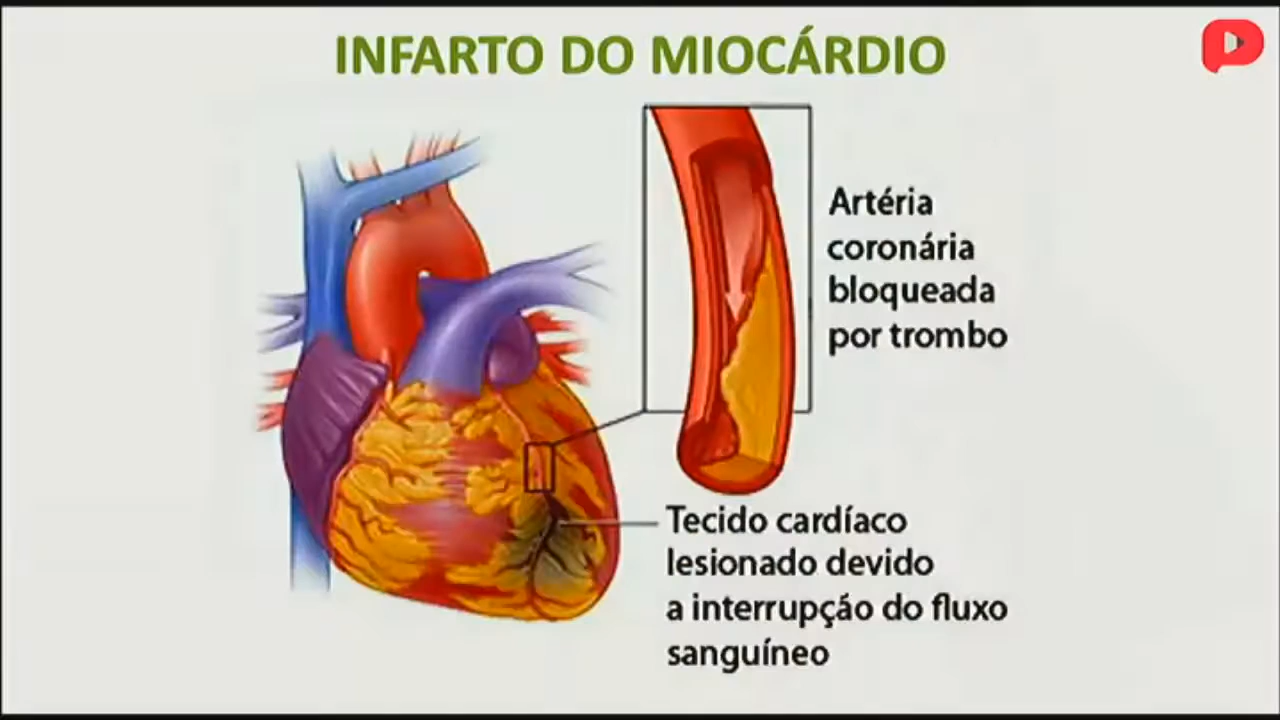 INFARTO DO MIOCÁRDIO
Artéria
coronária
bloqueada
por trombo
Tecido cardíaco
lesionado devido
a interrupção do fluxo
sanguíneo